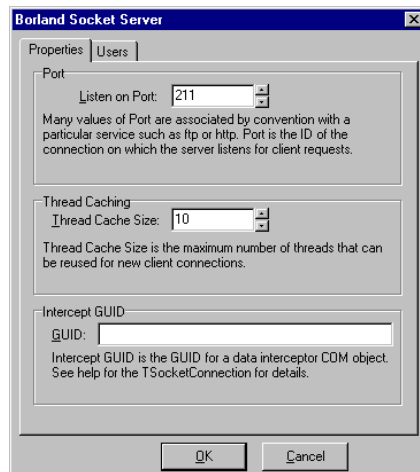 Borland Socket Server
Properties Users
Port
Listen on Port: 211
Many values of Port are associated by convention with a
particular service such as ftp or http. Port is the ID of the
connection on which the server listens for client requests.
Thread Caching
Thread Cache Size: 10
Thread Cache Size is the maximum number of threads that can
be reused for new client connections.
Intercept GUID
GUID:
Intercept GUID is the GUID for a data interceptor COM object.
See help for the TSocketConnection for details.
OK Cancel